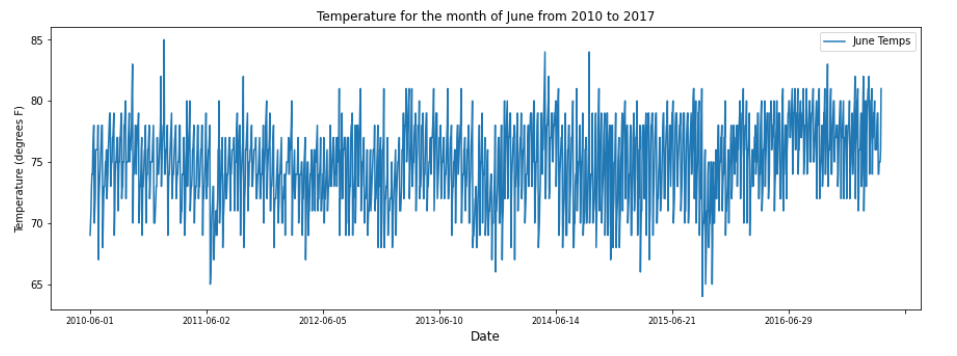 Temperature for the month of June from 2010 to 2017
June Temps
Temperature (degrees F)
85
80
75
70
65
2010-06-01 2011-06-02 2012-06-05 2013-06-10 2014-06-14 2015-06-21 2016-06-29
Date